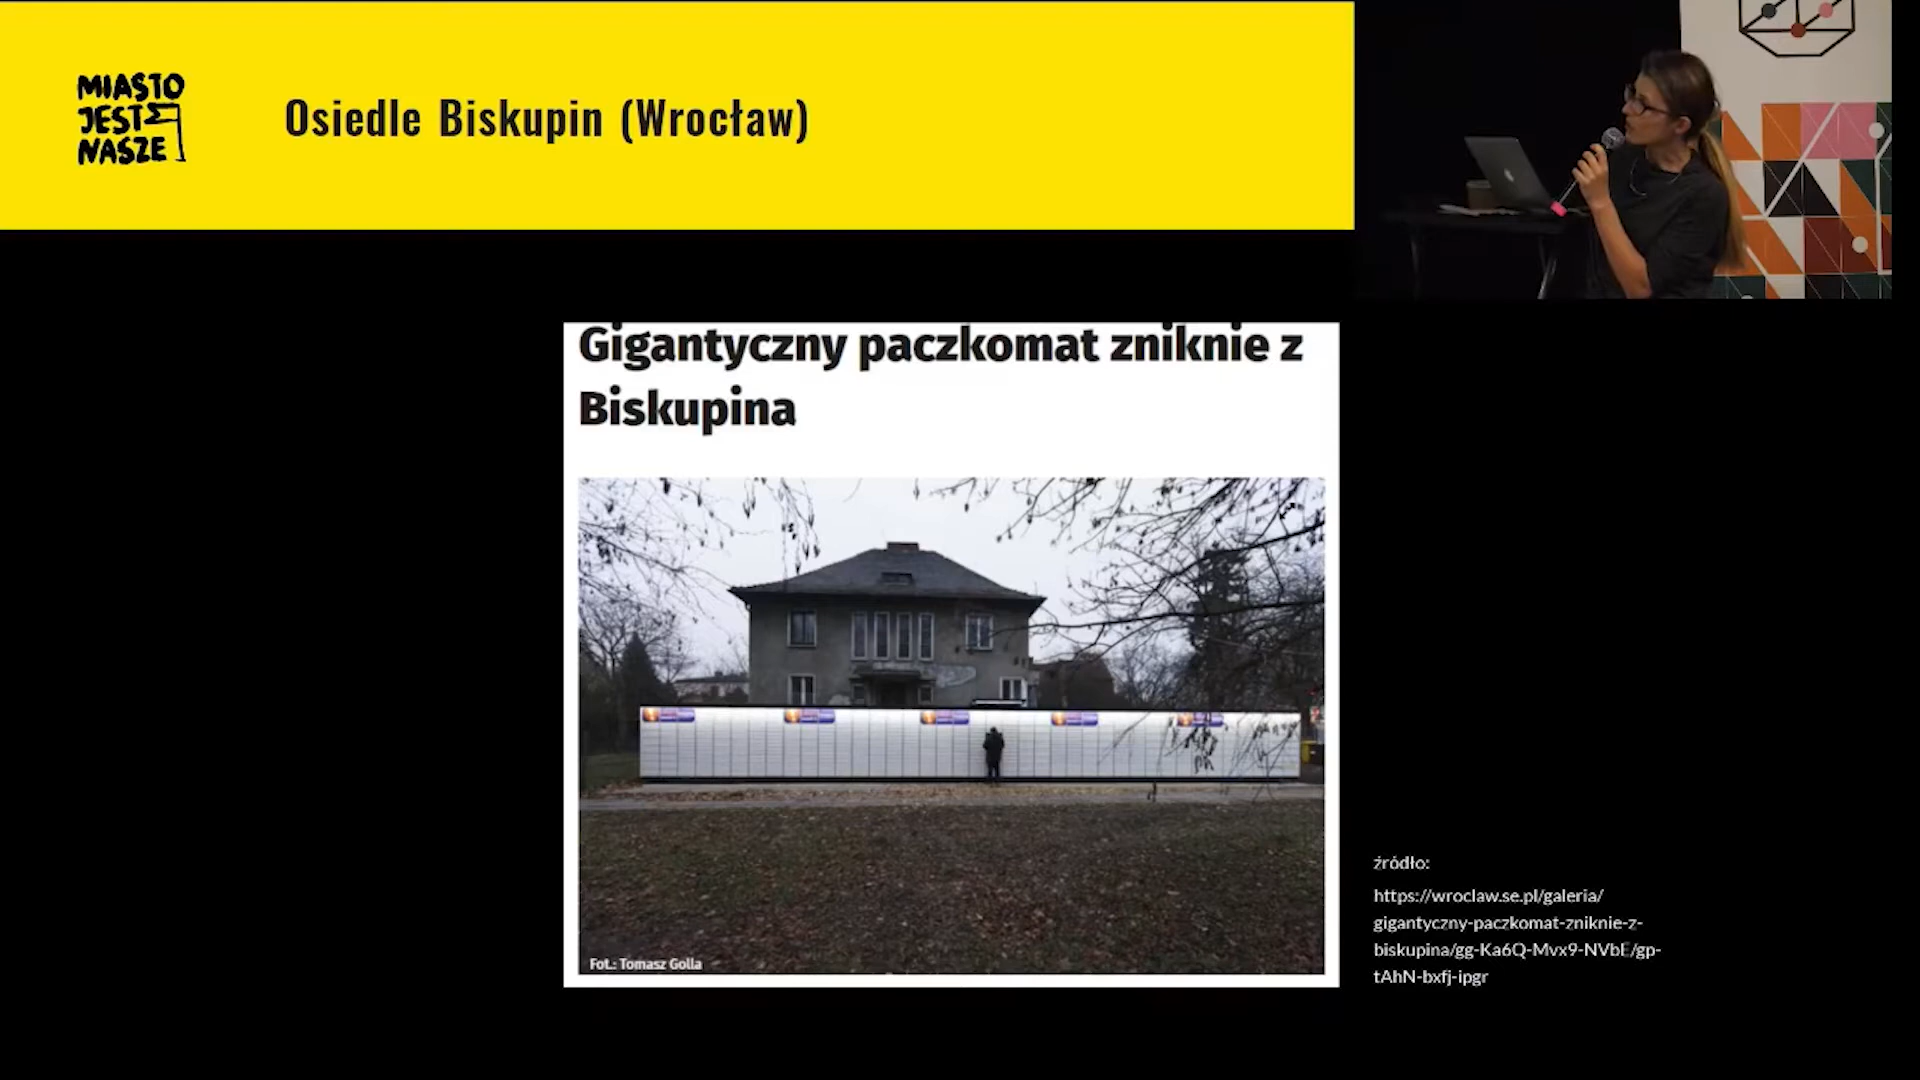 MIASTO
JEST
NASZE
Osiedle Biskupin (Wrocław)
Gigantyczny paczkomat zniknie z
Biskupina
Fot.: Tomasz Golla
źródło:
https://wroclaw.se.pl/galeria/
gigantyczny-paczkomat-zniknie-z-
biskupina/gg-Ka6Q-Mvx9-NVbE/gp-
tAhN-bxfj-ipgr